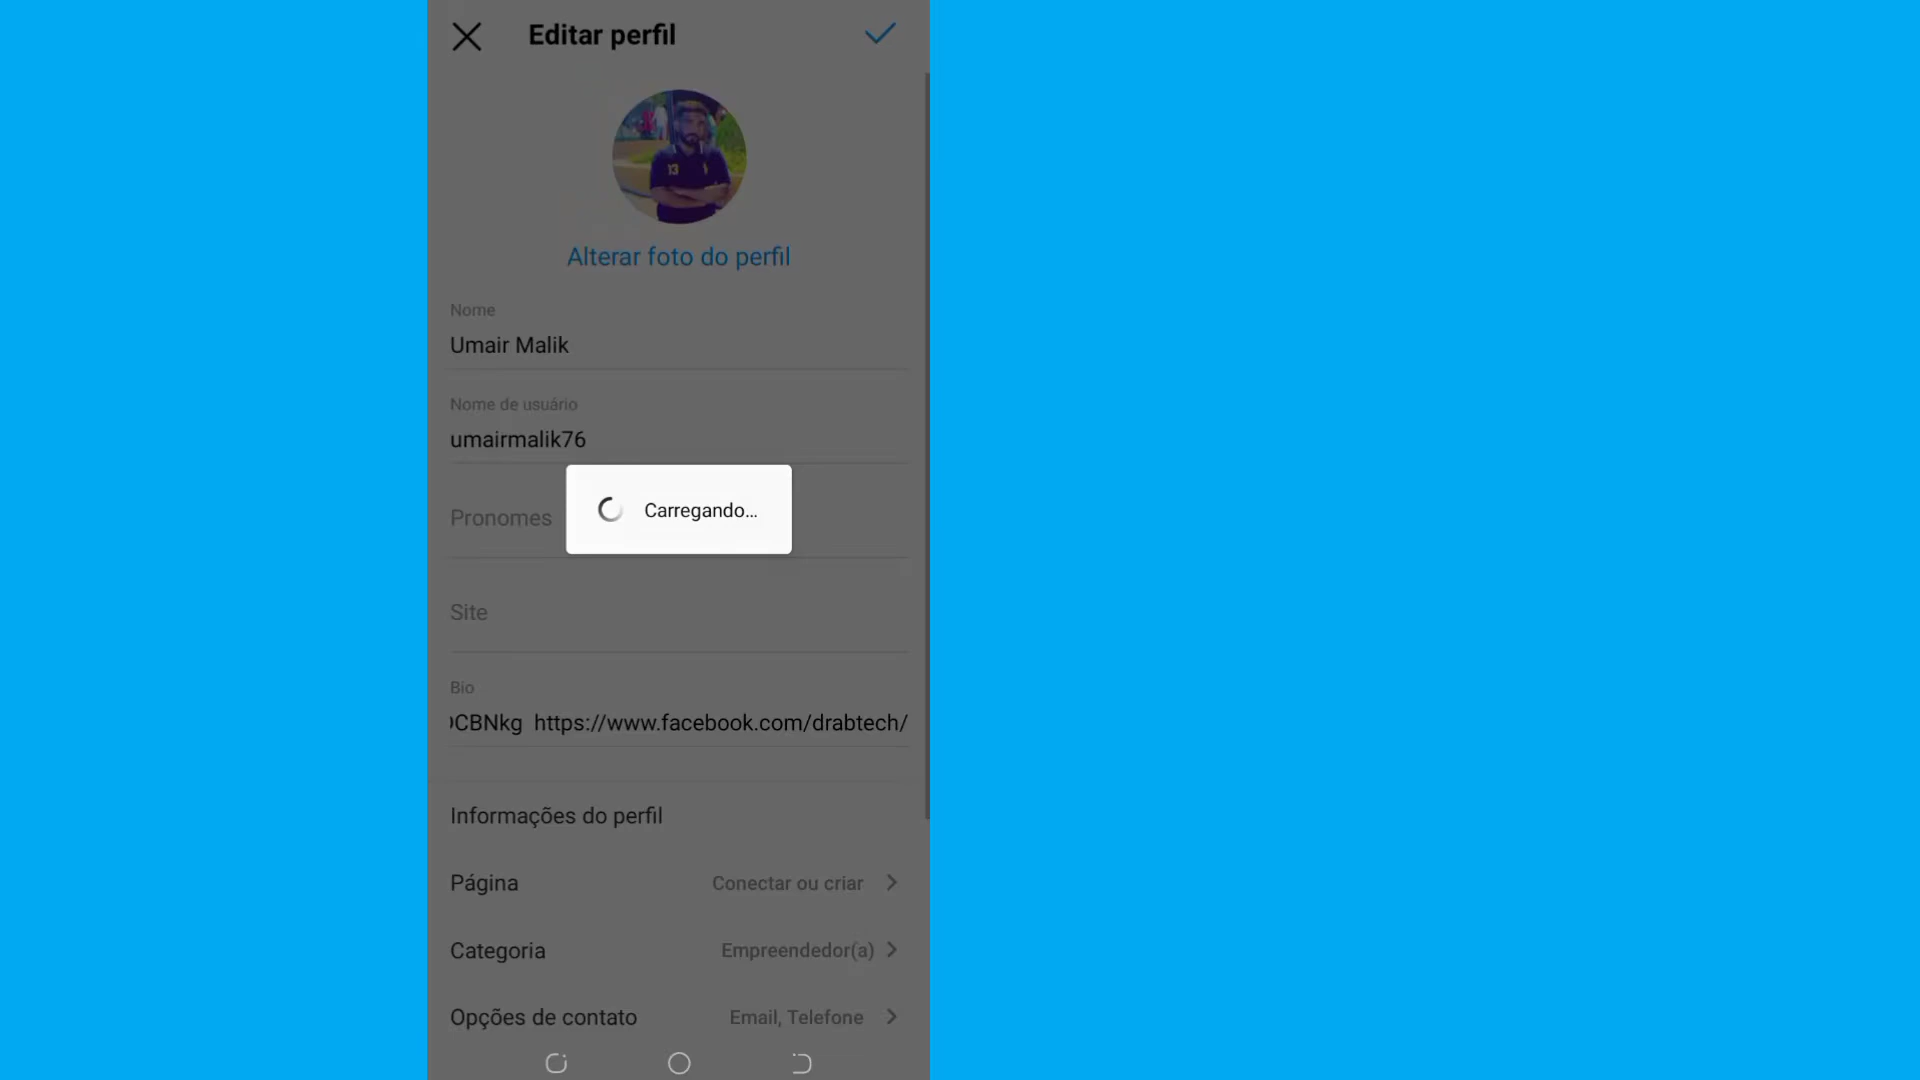 Editar perfil
13
Alterar foto do perfil
Nome
Umair Malik
Nome de usuário
umairmalik76
Pronomes
Carregando...
Site
Bio
CBNkg https://www.facebook.com/drabtech/
Informações do perfil
Página Conectar ou criar
Categoria Empreendedor(a)
Opções de contato Email, Telefone